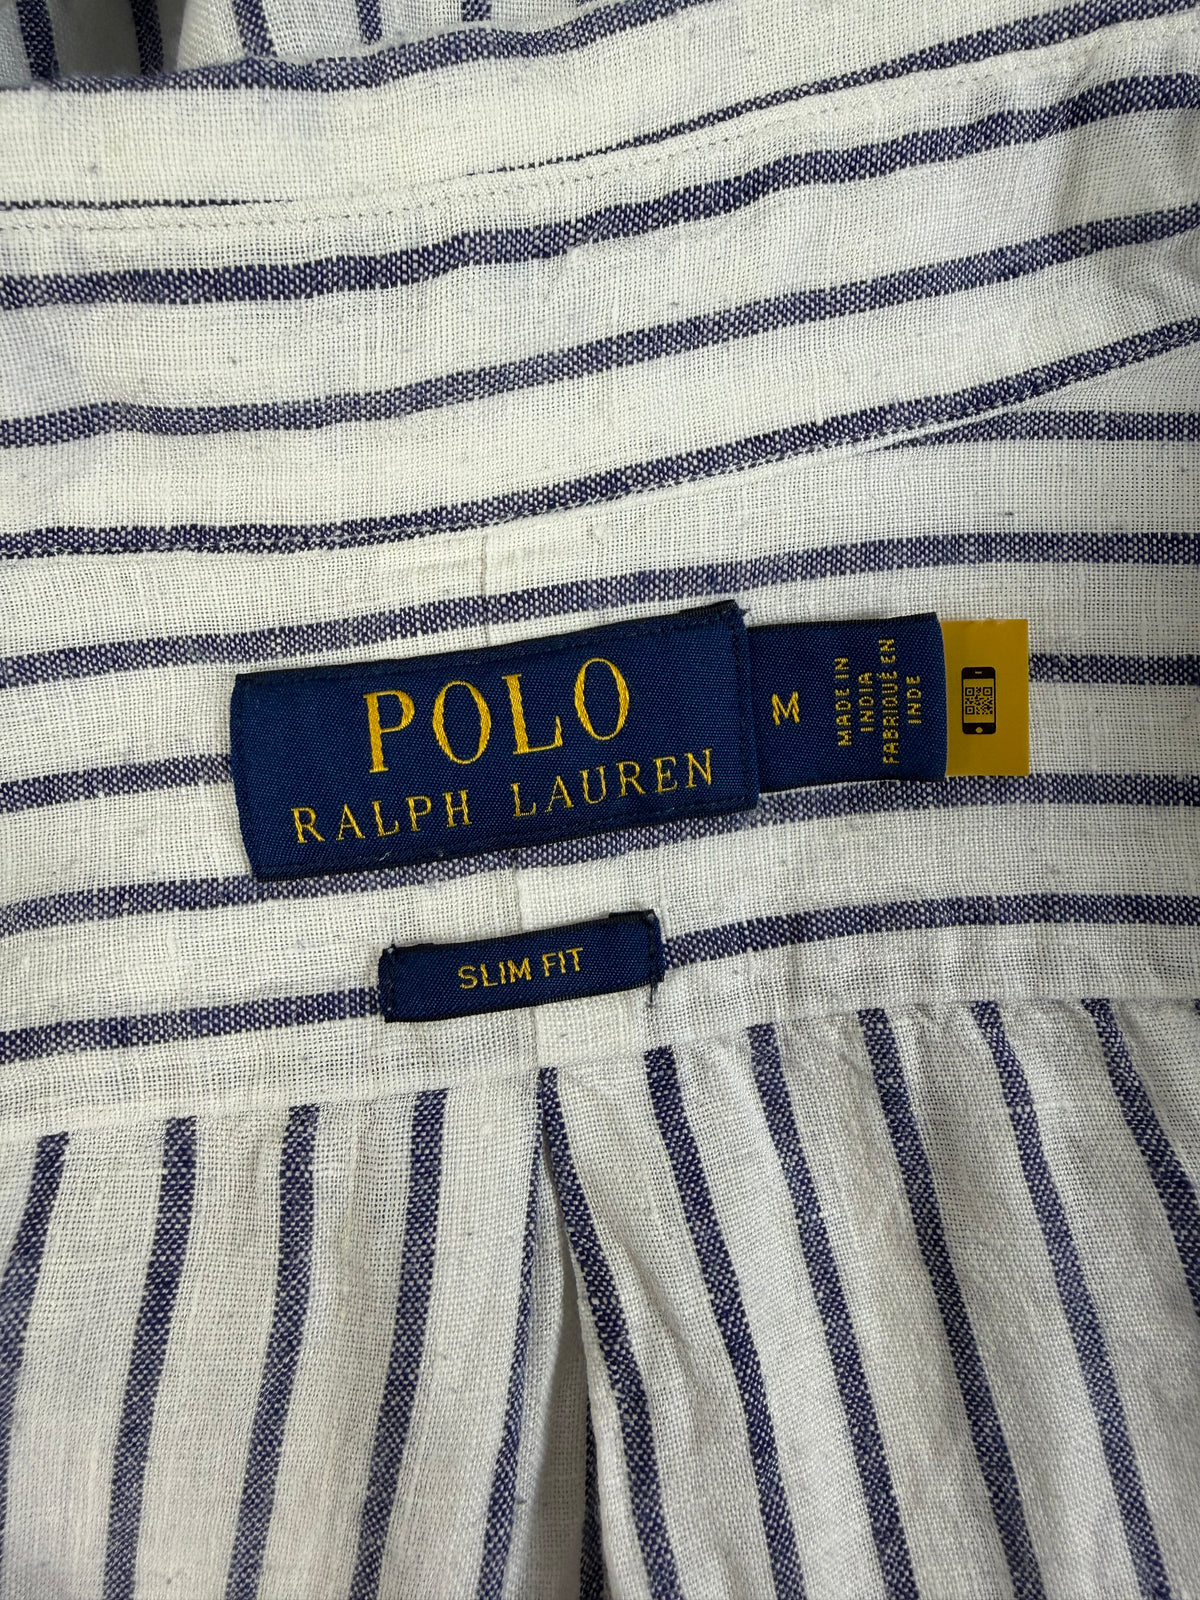 POLO
RALPH LAUREN
M
MADE IN
INDIA
FABRIQUÉ EN
INDE
SLIM FIT